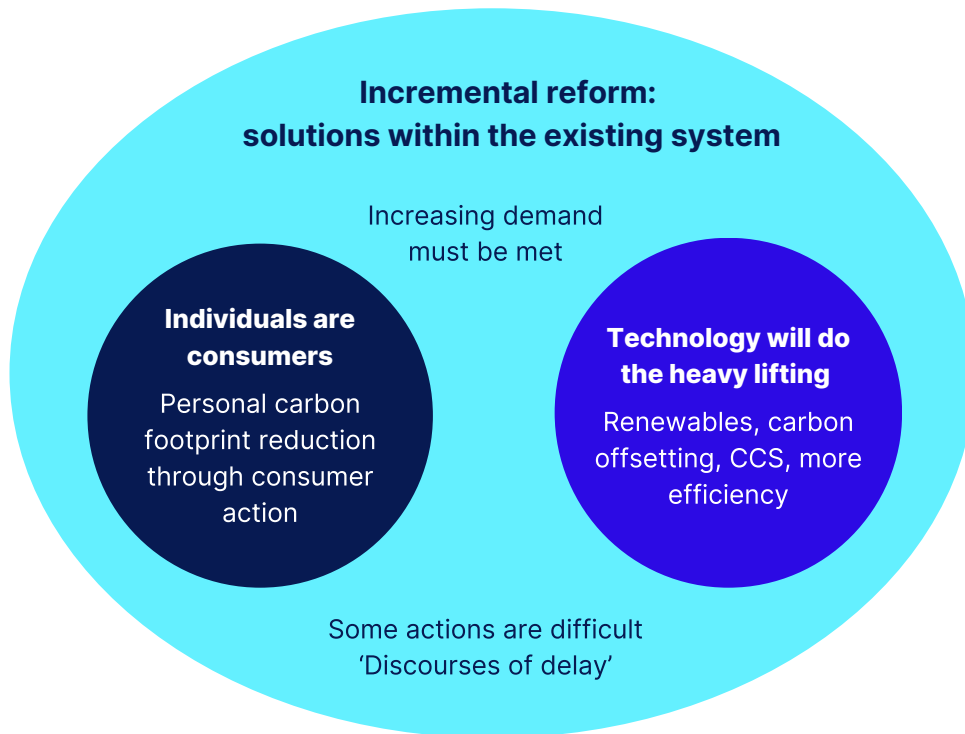 Incremental reform:
solutions within the existing system
Increasing demand
must be met
Individuals are
consumers
Personal carbon
footprint reduction
through consumer
action
Technology will do
the heavy lifting
Renewables, carbon
offsetting, CCS, more
efficiency
Some actions are difficult
‘Discourses of delay’